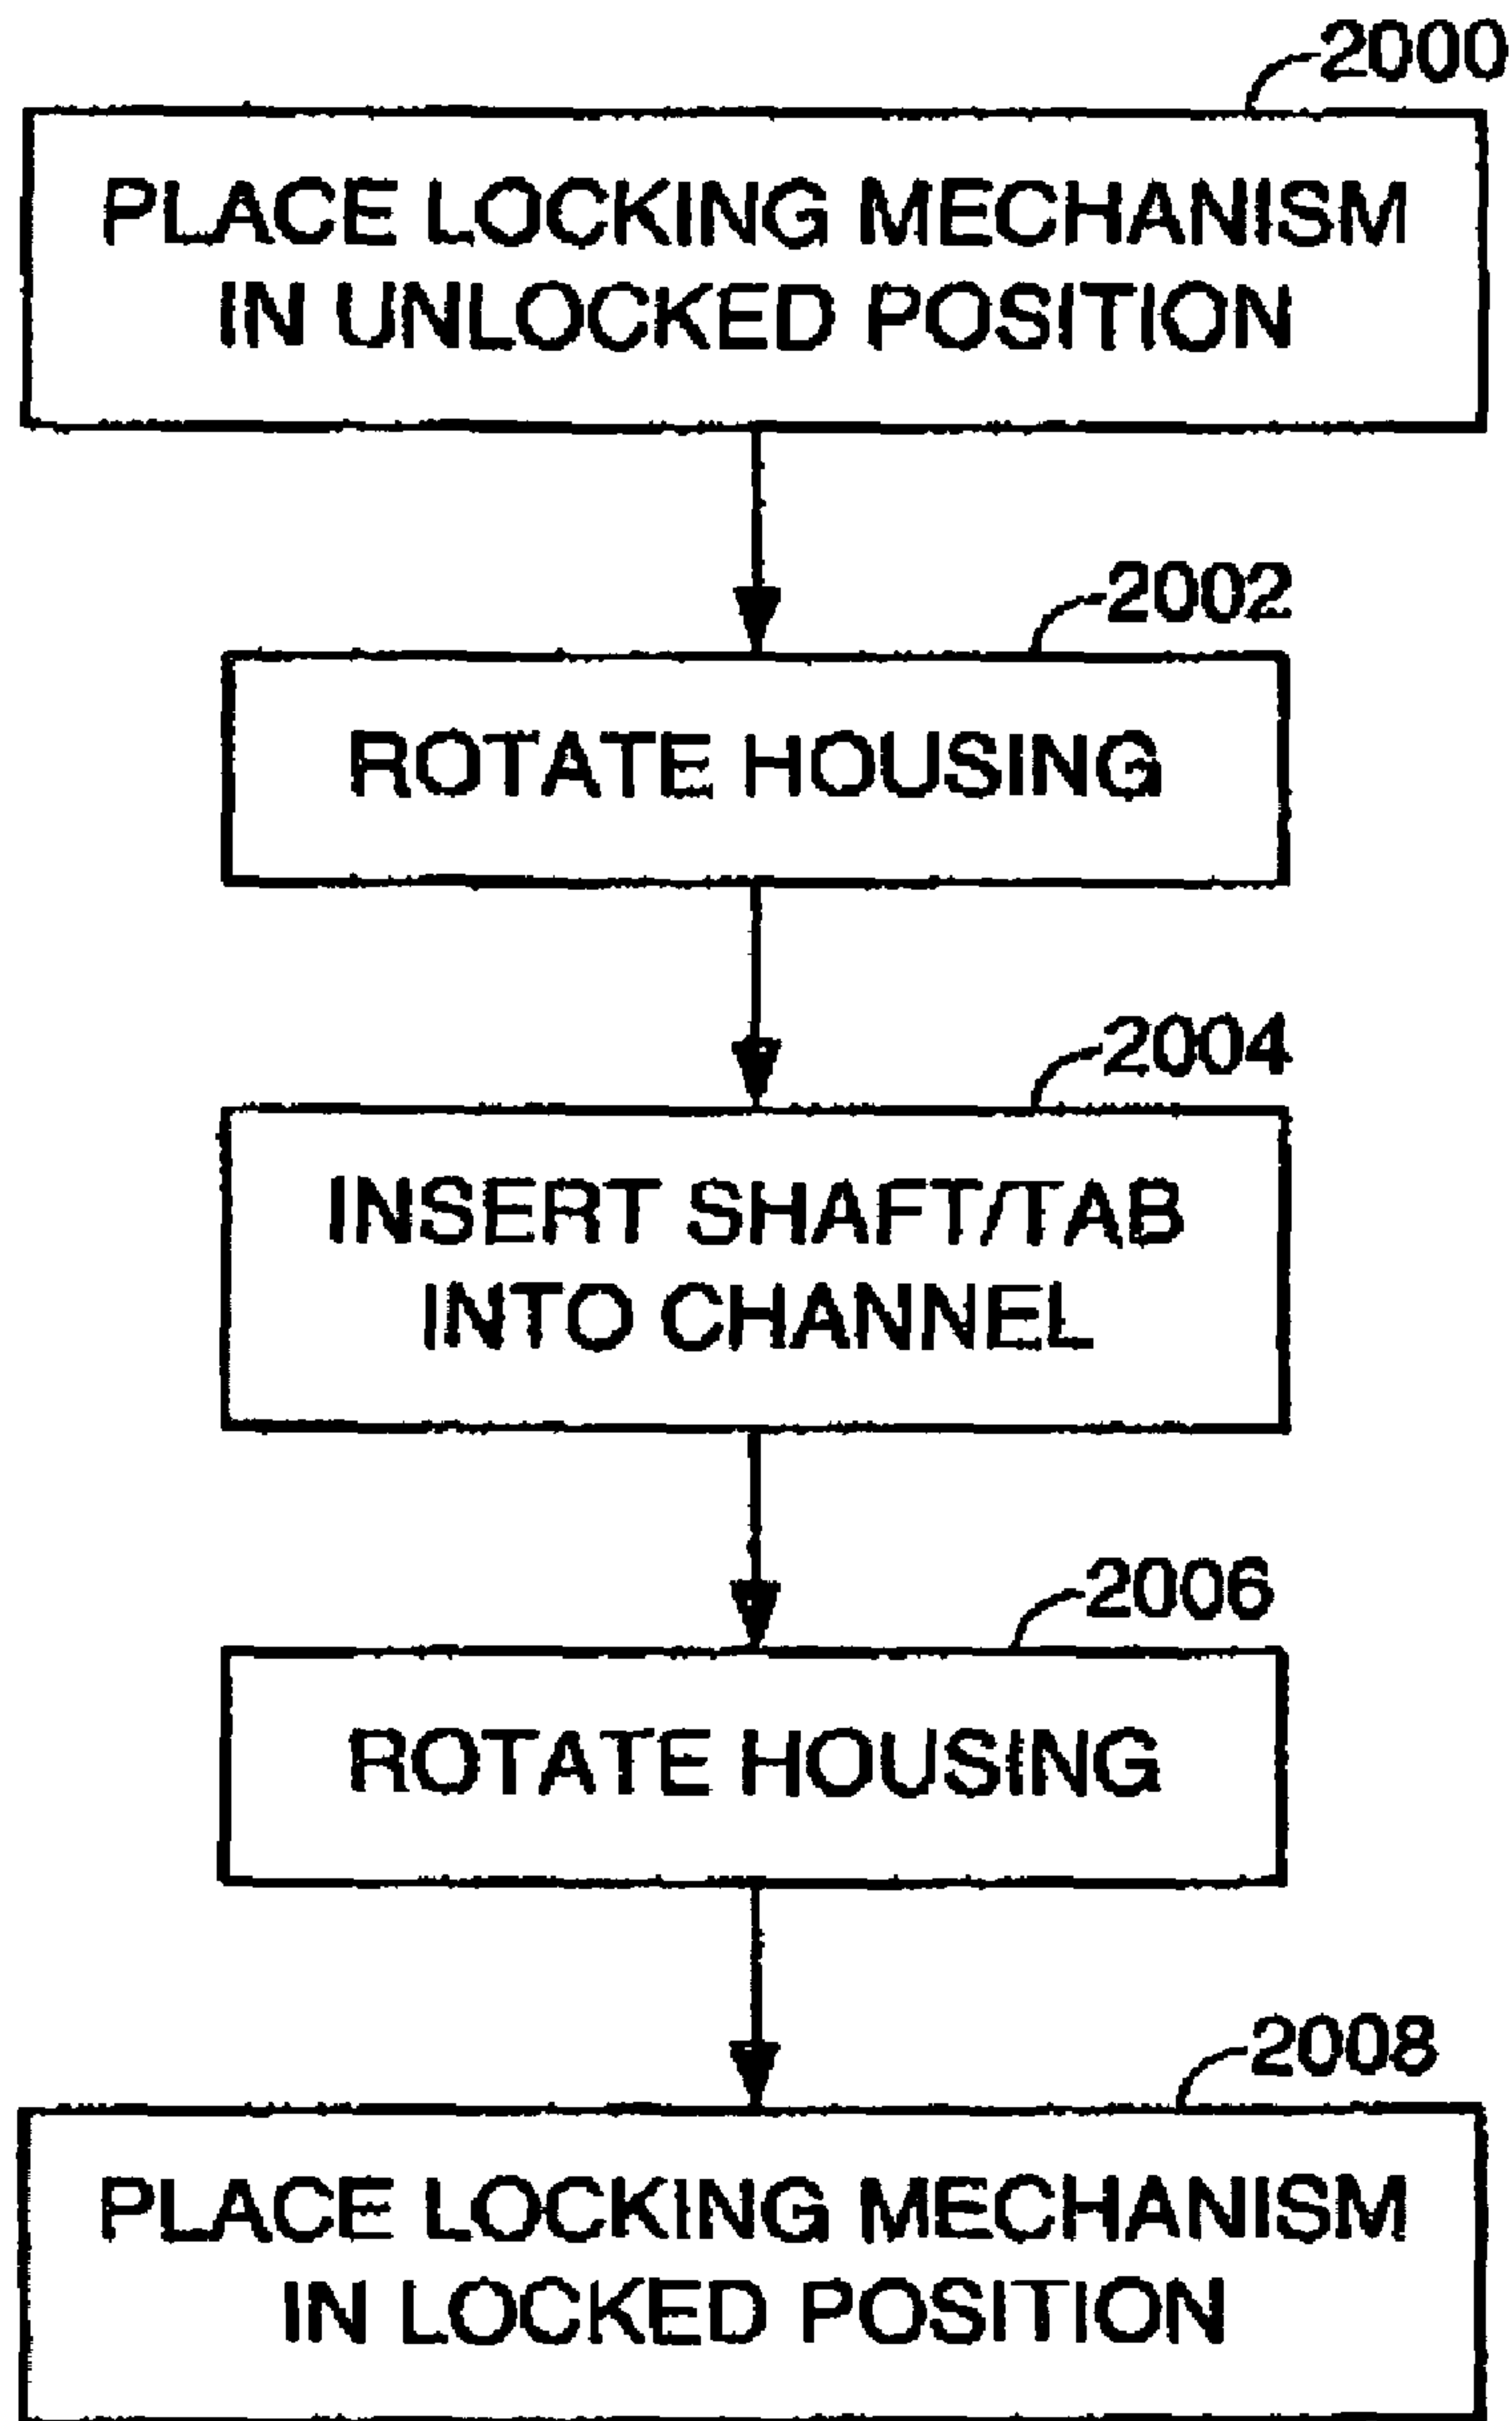 2000
PLACE LOCKING MECHANISM
IN UNLOCKED POSITION
2002
ROTATE HOUSING
2004
INSERT SHAFT/TAB
INTO CHANNEL
2006
ROTATE HOUSING
2008
PLACE LOCKING MECHANISM
IN LOCKED POSITION